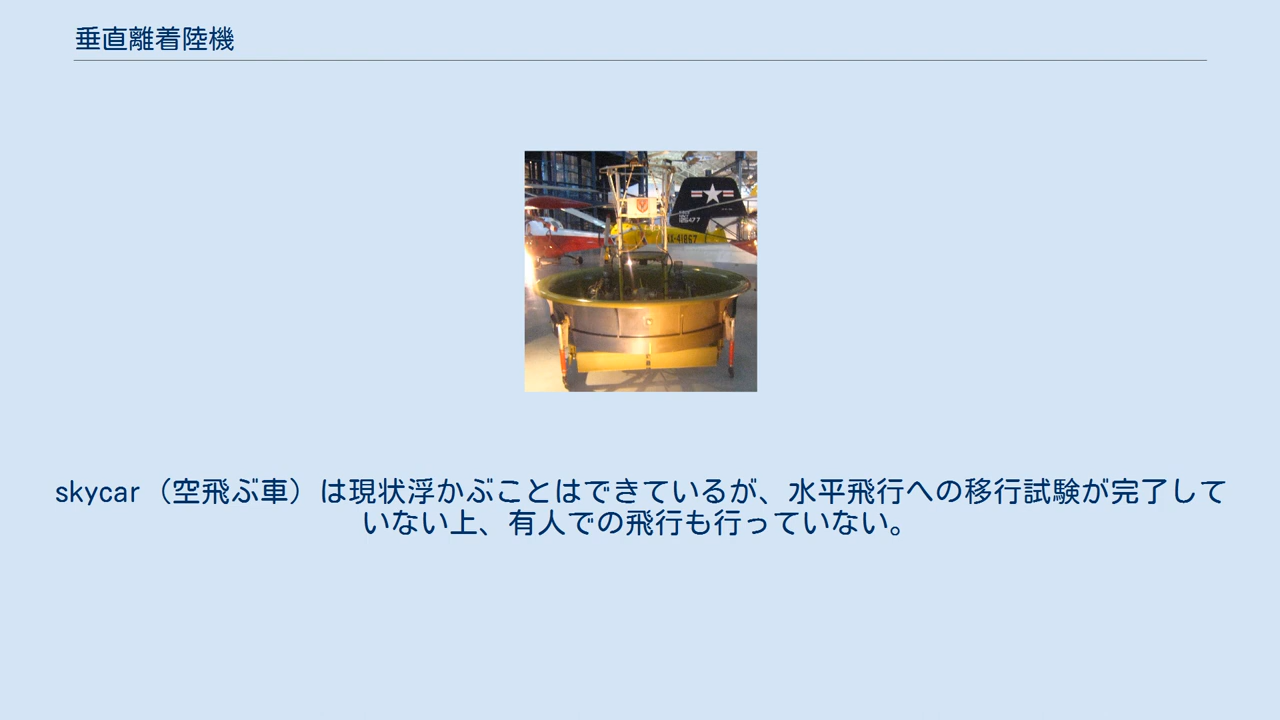 垂直離着陸機
NX-41867
skycar（空飛ぶ車）は現状浮かぶことはできているが、水平飛行への移行試験が完了して
いない上、有人での飛行も行っていない。